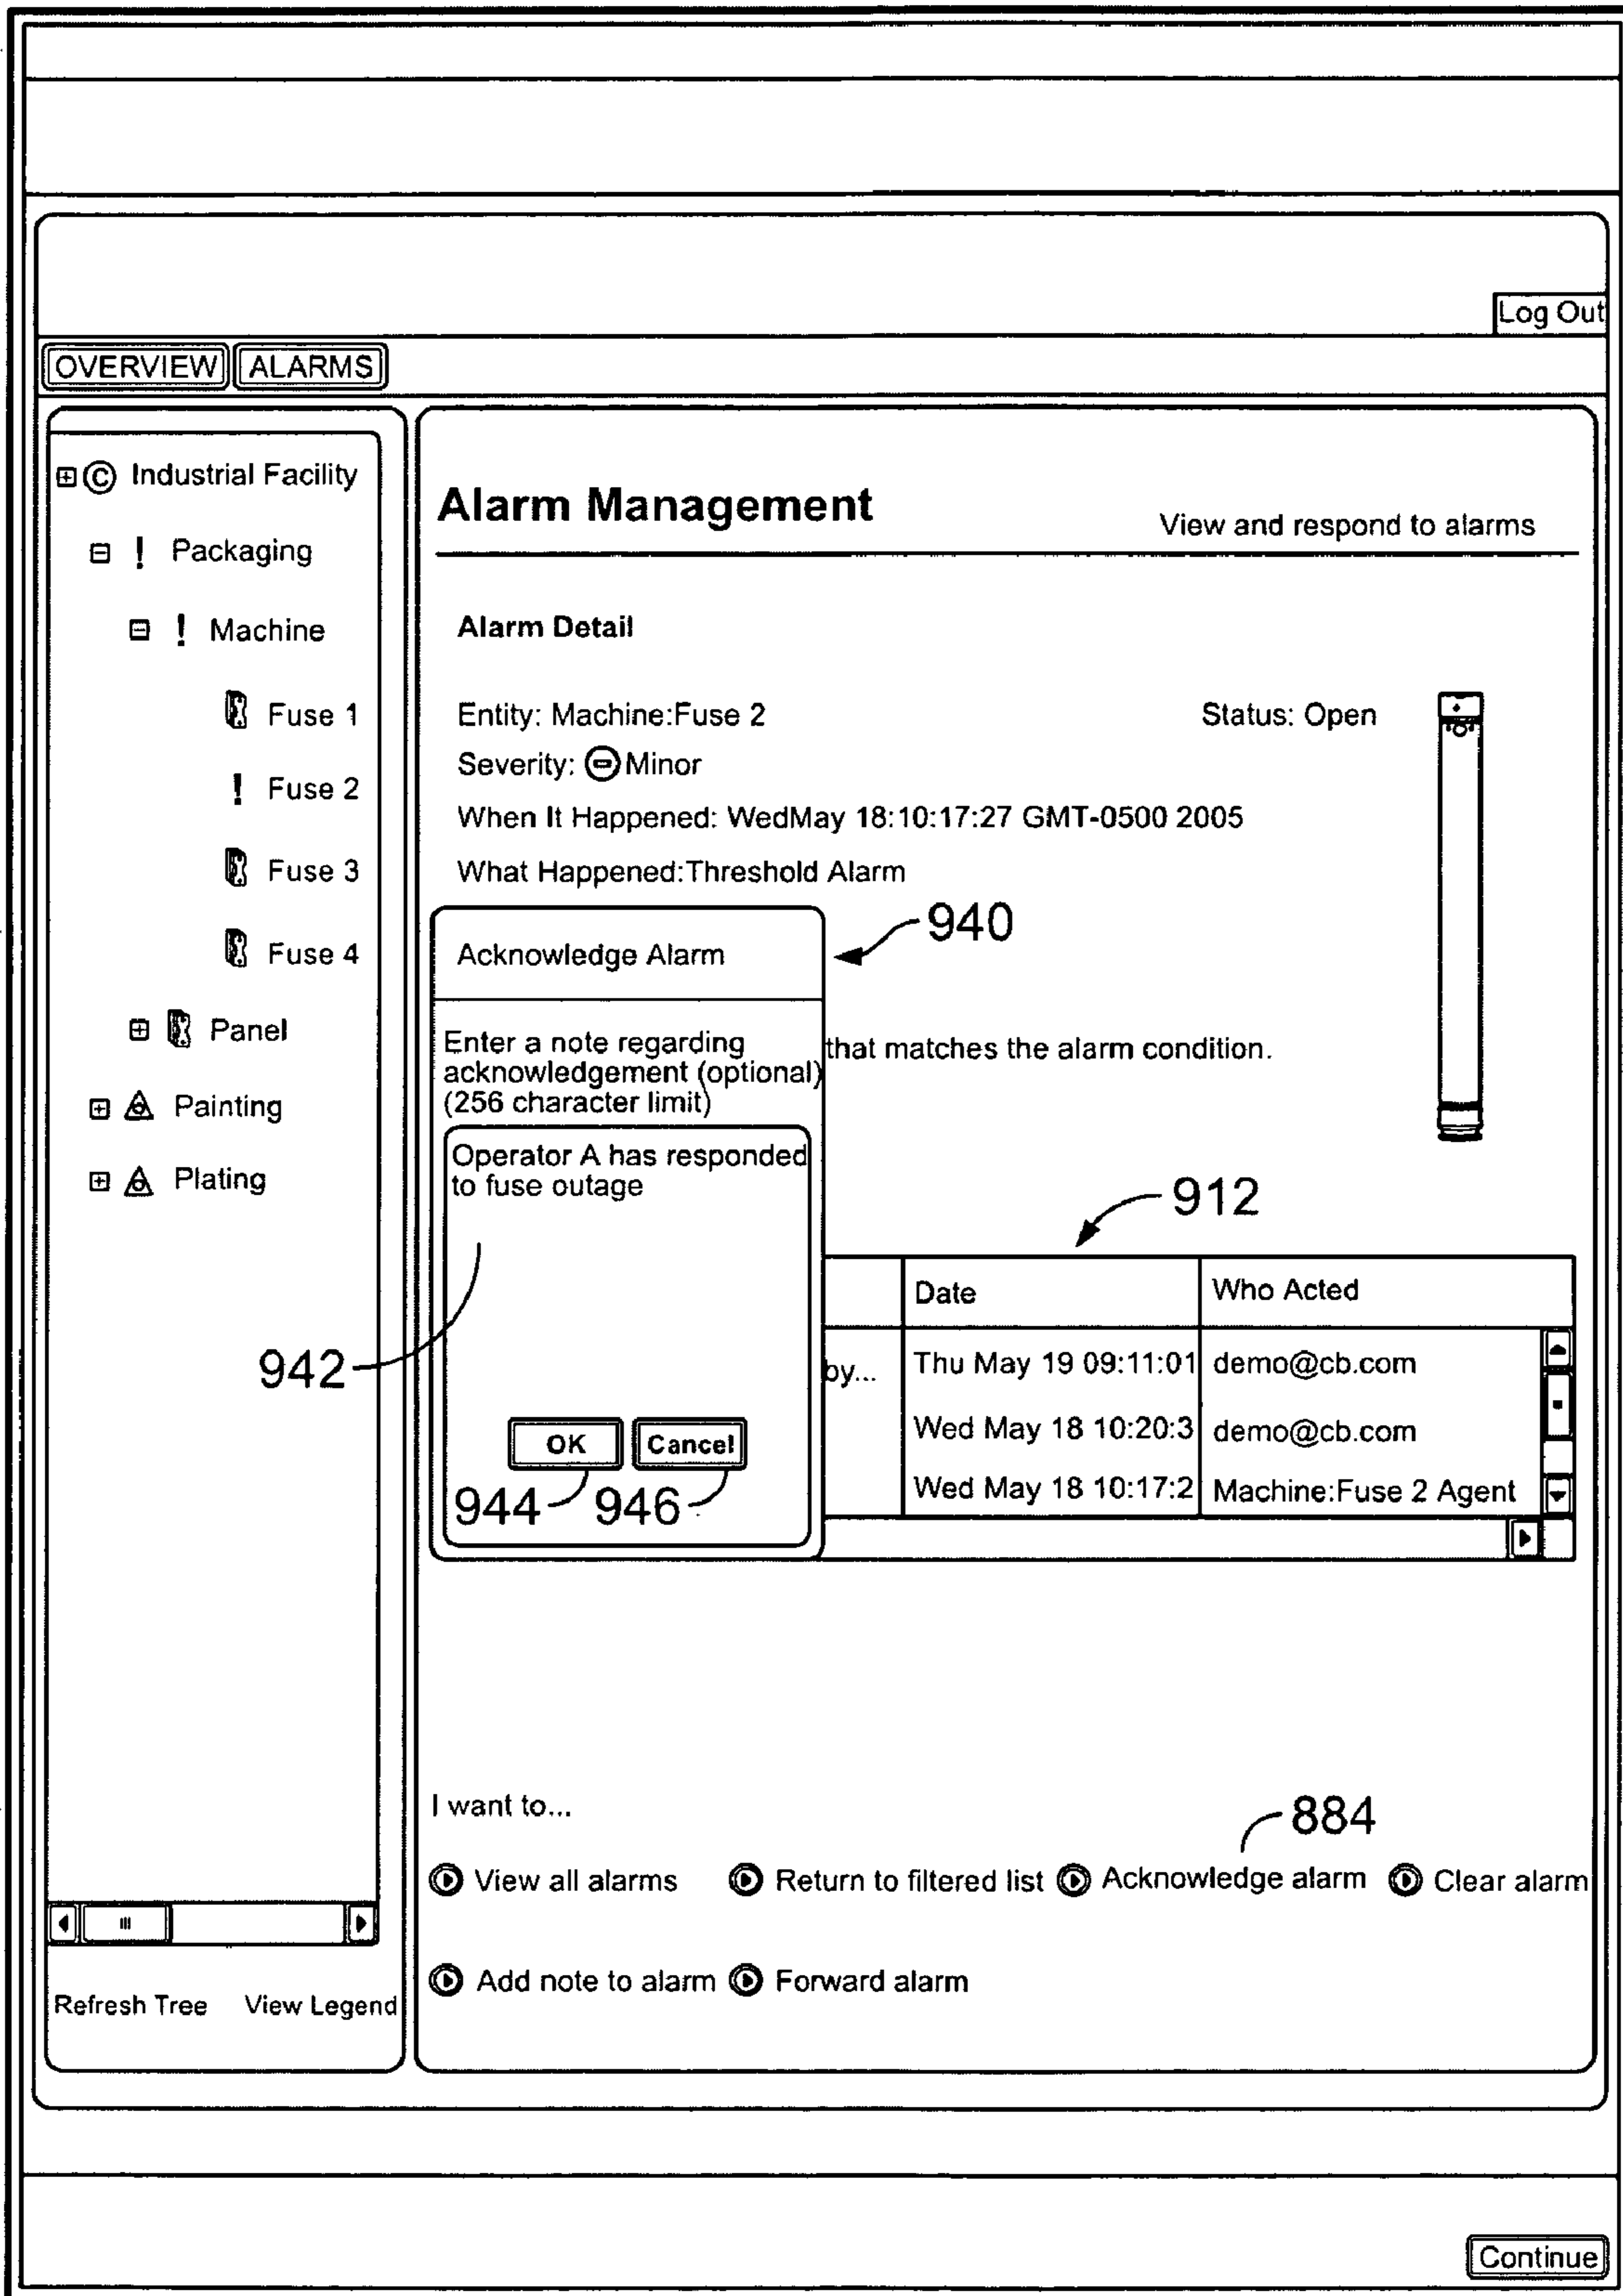 Log Out
OVERVIEW ALARMS
Industrial Facility
Packaging
Machine
Fuse 1
Fuse 2
Fuse 3
Fuse 4
Panel
Painting
Plating
Refresh Tree View Legend
Alarm Management
View and respond to alarms
Alarm Detail
Entity: Machine:Fuse 2 Status: Open
Severity: Minor
When It Happened: WedMay 18:10:17:27 GMT-0500 2005
What Happened:Threshold Alarm
940
Acknowledge Alarm
Enter a note regarding
acknowledgement (optional)
(256 character limit)
that matches the alarm condition.
Operator A has responded
to fuse outage
942
OK Cancel
944 946
912
Date Who Acted
by... Thu May 19 09:11:01 demo@cb.com
Wed May 18 10:20:3 demo@cb.com
Wed May 18 10:17:2 Machine:Fuse 2 Agent
I want to...
884
View all alarms Return to filtered list Acknowledge alarm Clear alarm
Add note to alarm Forward alarm
Continue